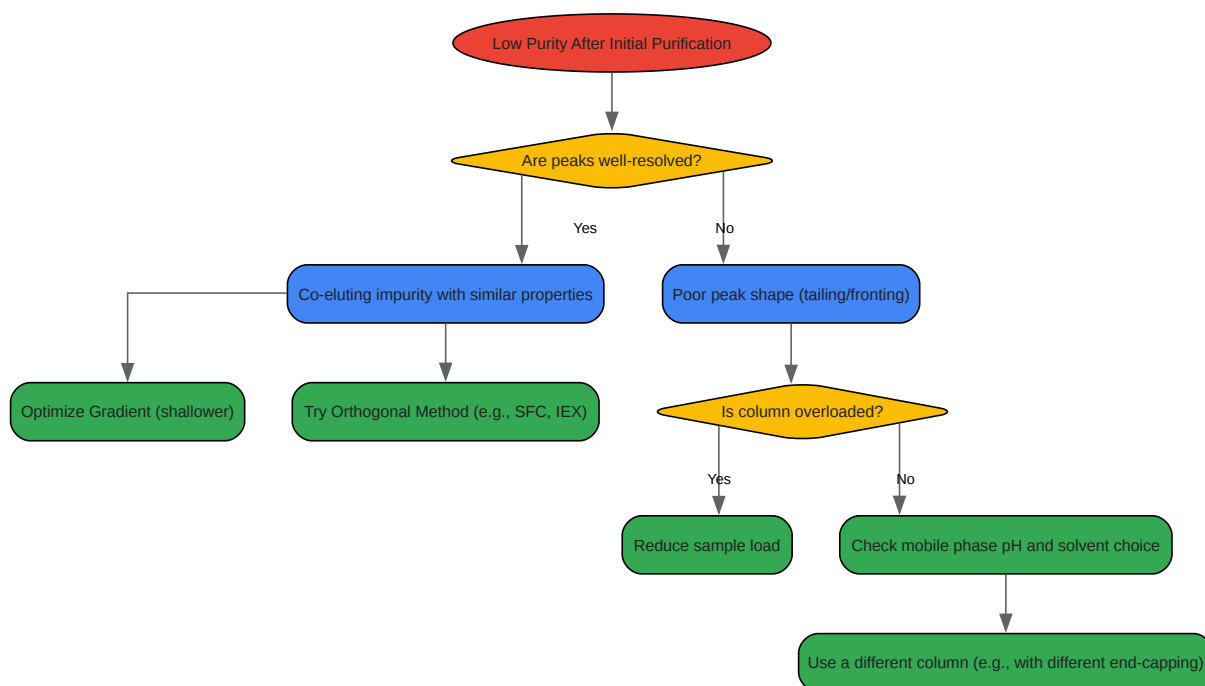 Low Purity After Initial Purification
Are peaks well-resolved?
Yes
No
Co-eluting impurity with similar properties
Poor peak shape (tailing/fronting)
Optimize Gradient (shallower)
Try Orthogonal Method (e.g., SFC, IEX)
Is column overloaded?
Yes
No
Reduce sample load
Check mobile phase pH and solvent choice
Use a different column (e.g., with different end-capping)